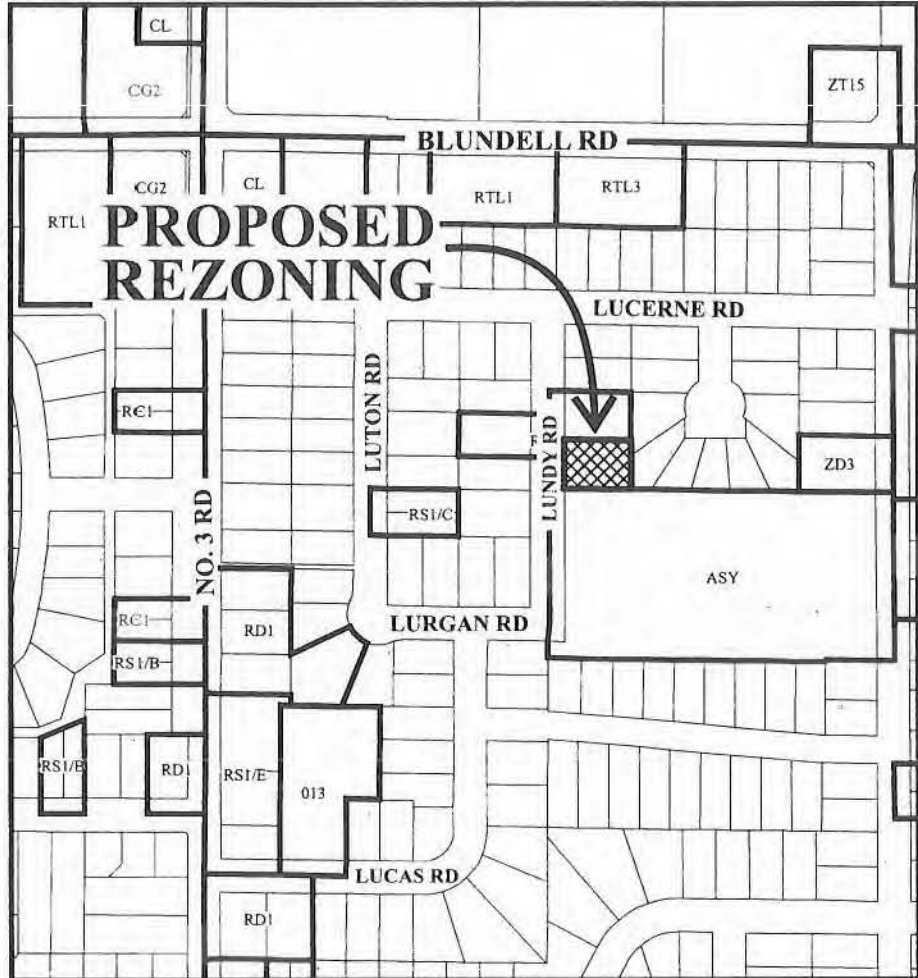 CL
CG2
ZT15
BLUNDELL RD
CG2
CL
RTL1
RTL1
RTL3
PROPOSED
REZONING
LUCERNE RD
LUTON RD
RC1
LUNDY RD
ZD3
NO. 3 RD
RS1/C
ASY
RC1
RD1
LURGAN RD
RS1/B
RS1/B
RD1
RS1/E
013
LUCAS RD
RD1